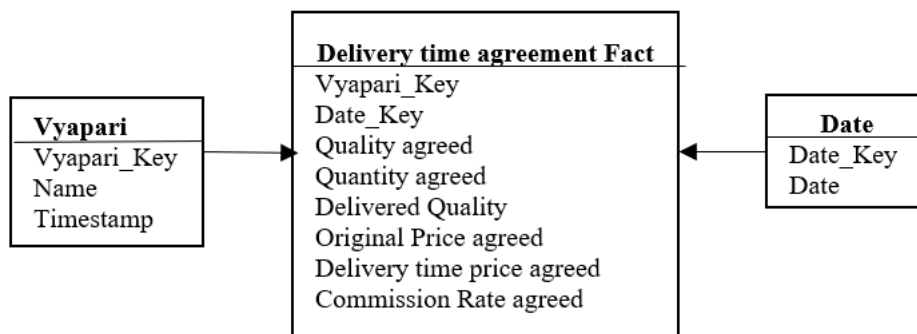 Vyapari
Vyapari_Key
Name
Timestamp
Delivery time agreement Fact
Vyapari_Key
Date_Key
Quality agreed
Quantity agreed
Delivered Quality
Original Price agreed
Delivery time price agreed
Commission Rate agreed
Date
Date_Key
Date